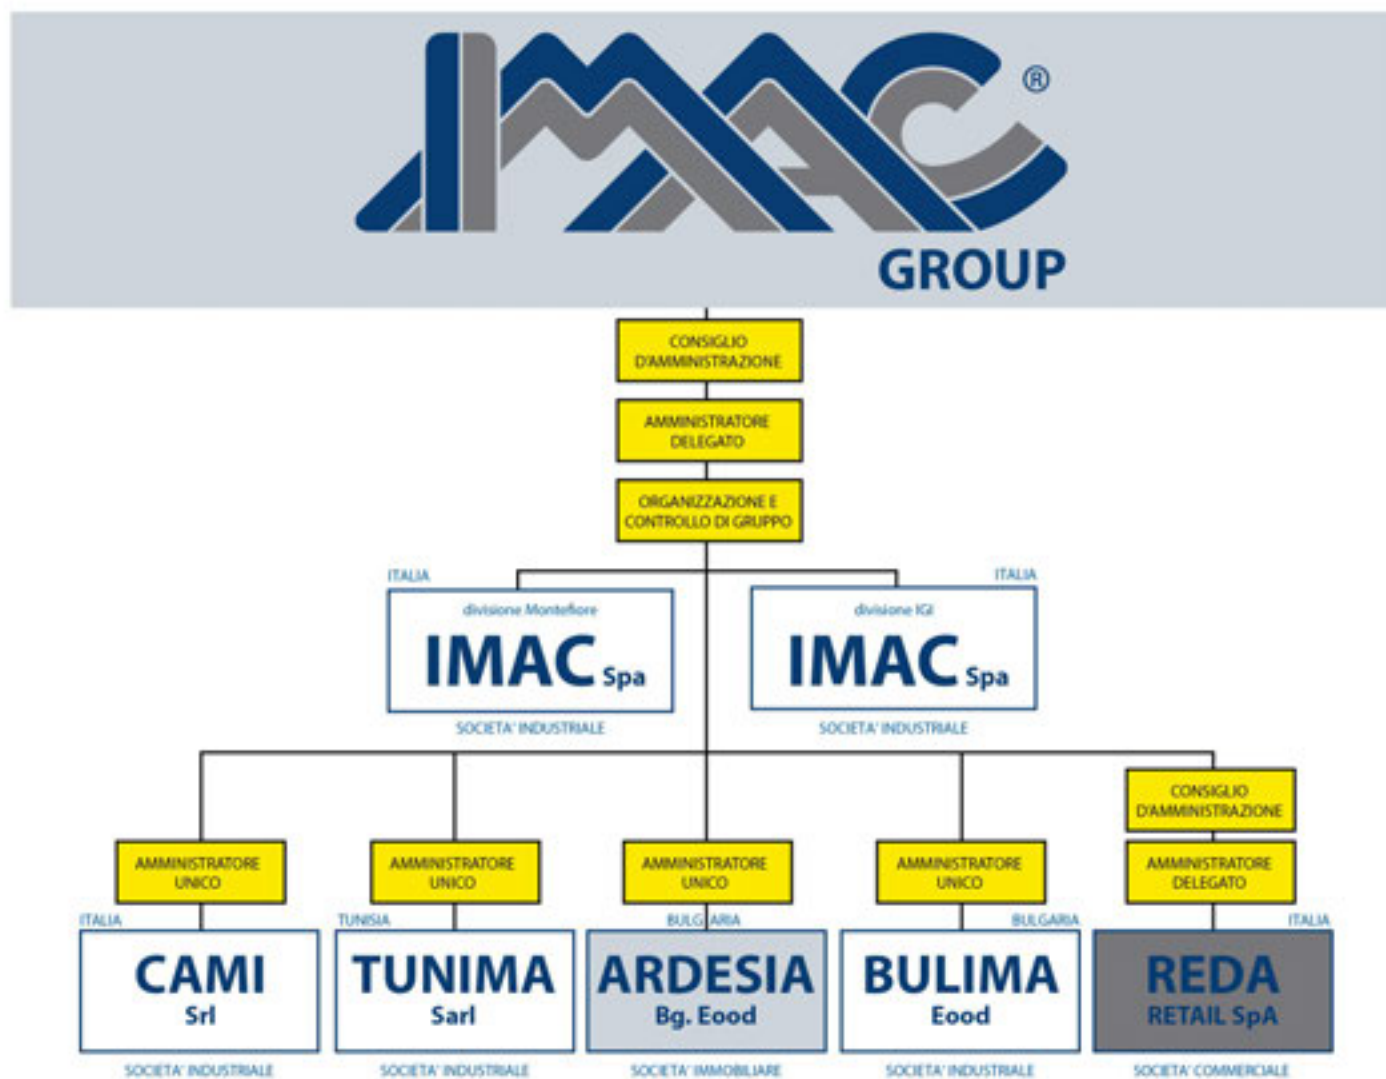 IMAC ®
GROUP
CONSIGLIO
D'AMMINISTRAZIONE
AMMINISTRATORE
DELEGATO
ORGANIZZAZIONE E
CONTROLLO DI GRUPPO
ITALIA
divisione Montefiore
IMAC Spa
SOCIETA' INDUSTRIALE
ITALIA
divisione IGI
IMAC Spa
SOCIETA' INDUSTRIALE
AMMINISTRATORE
UNICO
ITALIA
CAMI
Srl
SOCIETA' INDUSTRIALE
AMMINISTRATORE
UNICO
TUNISIA
TUNIMA
Sarl
SOCIETA' INDUSTRIALE
AMMINISTRATORE
UNICO
BULGARIA
ARDESIA
Bg. Eood
SOCIETA' IMMOBILIARE
AMMINISTRATORE
UNICO
BULGARIA
BULIMA
Eood
SOCIETA' INDUSTRIALE
CONSIGLIO
D'AMMINISTRAZIONE
AMMINISTRATORE
DELEGATO
ITALIA
REDA
RETAIL SpA
SOCIETA' COMMERCIALE